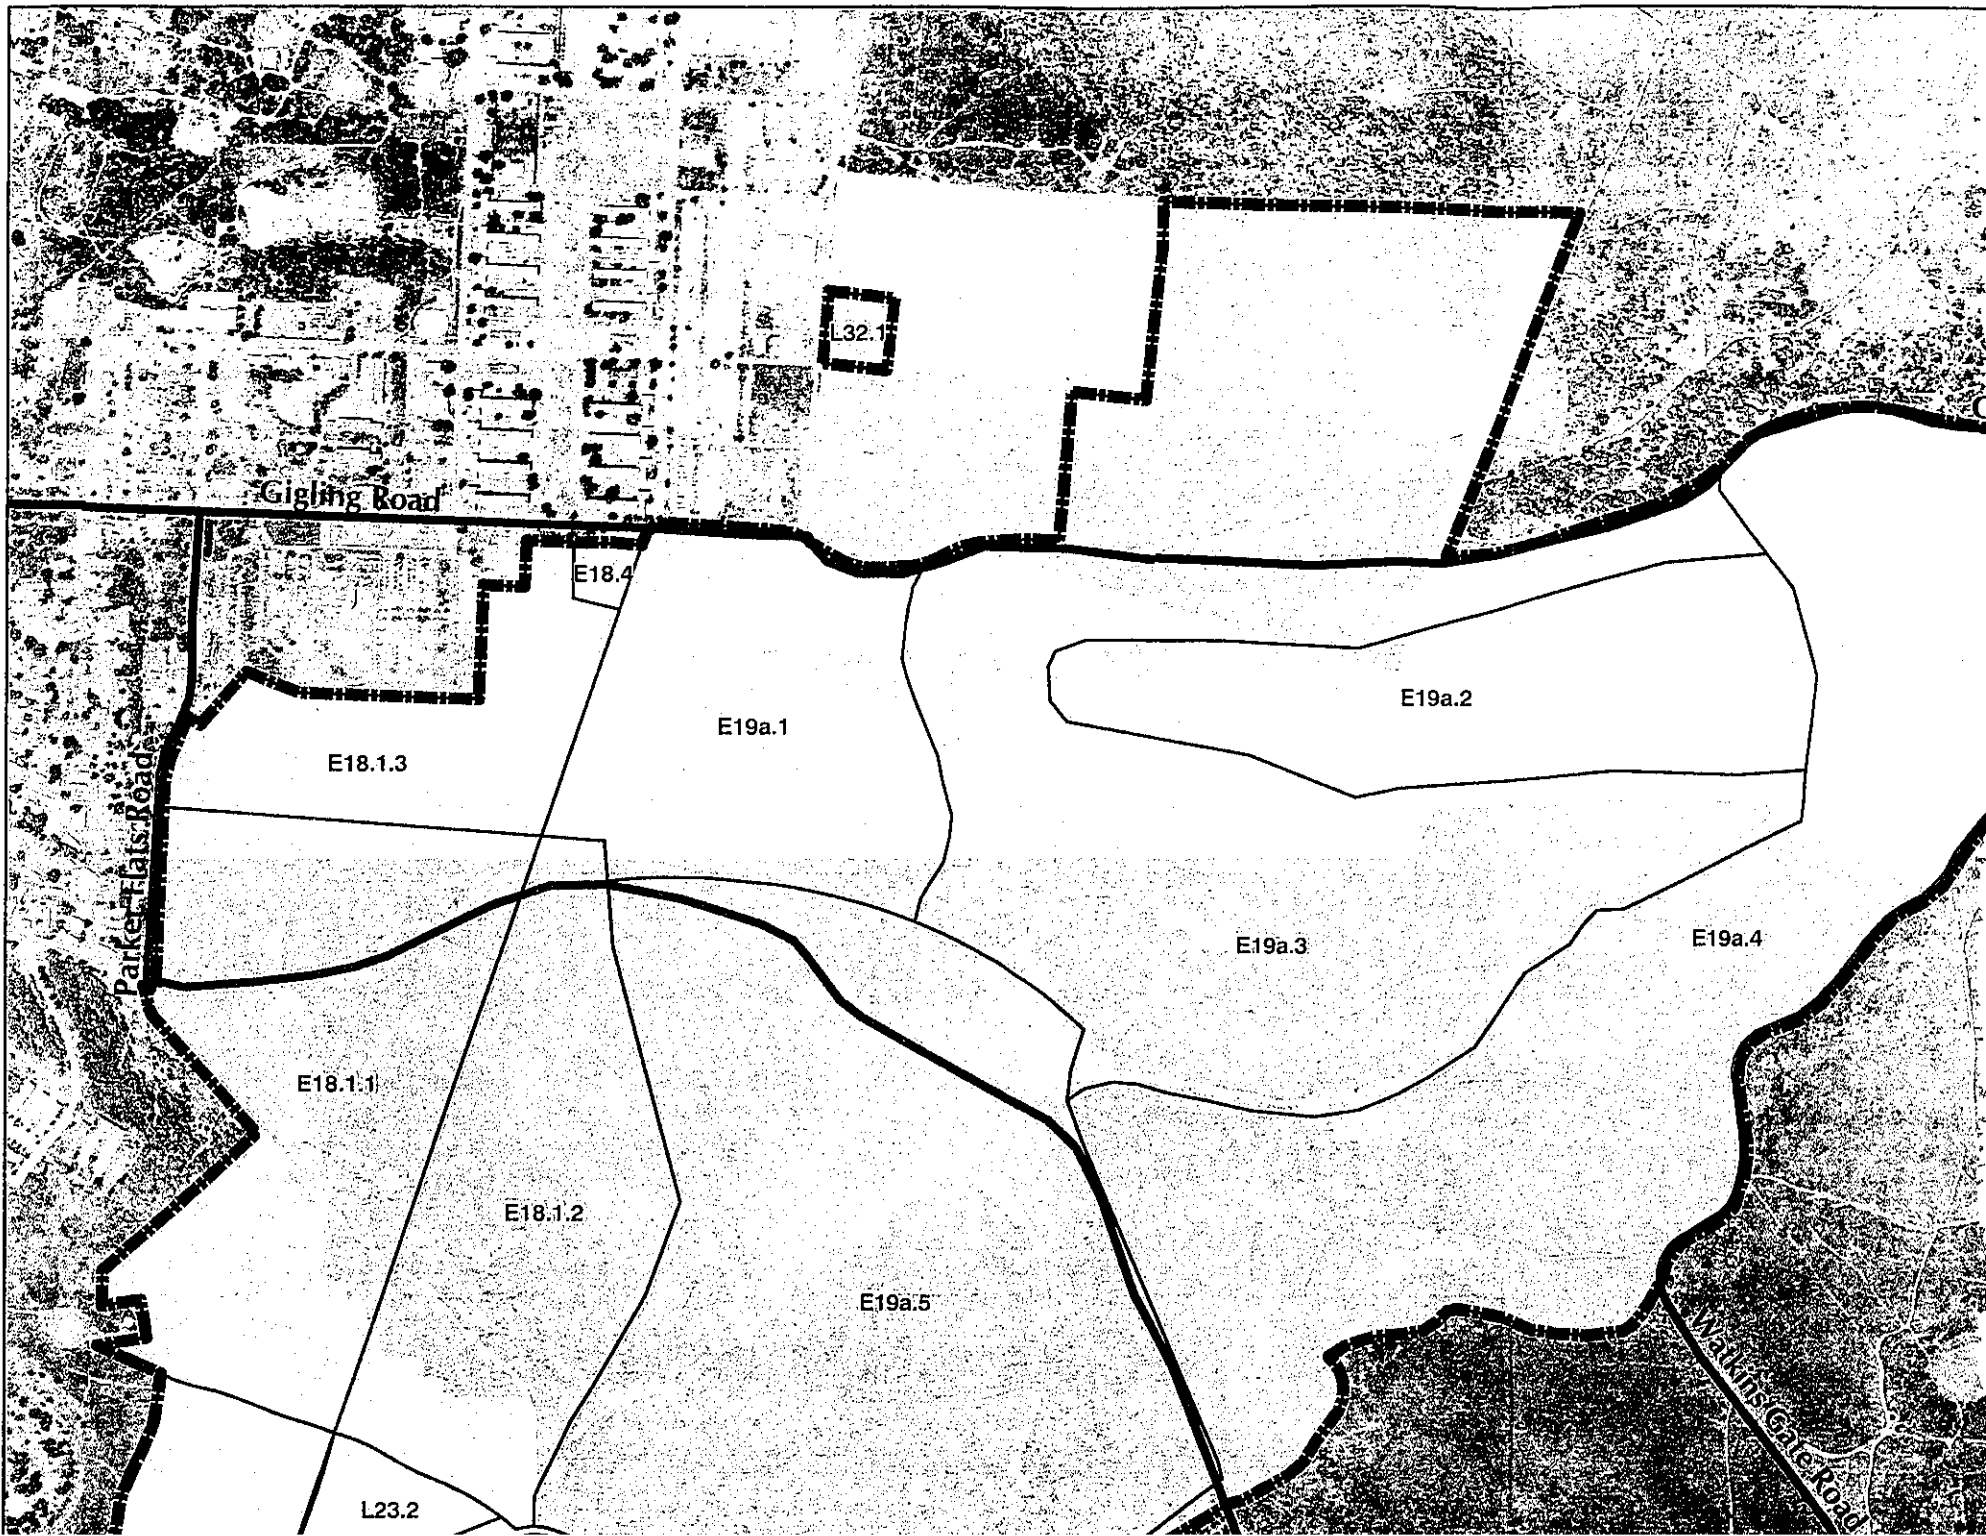 L32.1
C
Gigling Road
E18.4
E19a.2
E19a.1
E18.1.3
Parker Flats Road
E19a.3
E19a.4
E18.1.1
E18.1.2
E19a.5
Watkins Gate Road
L23.2